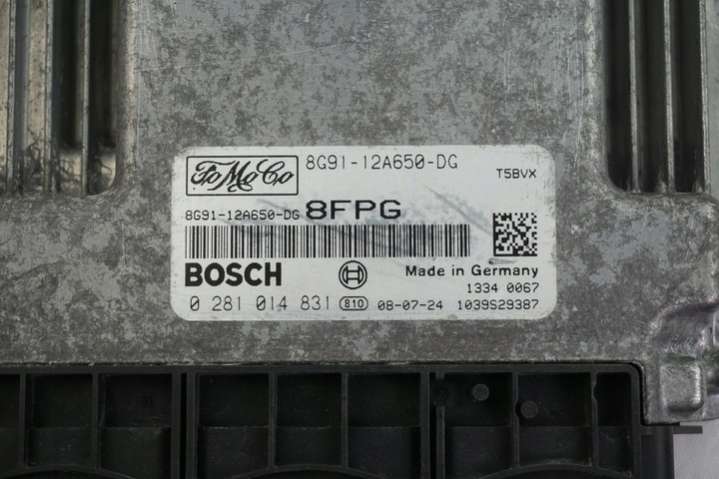 FoMoCo 8G91-12A650-DG
T5BVX
8G91-12A650-DG 8FPG
BOSCH Made in Germany
1334 0067
0 281 014 831 810 08-07-24 1039S29387